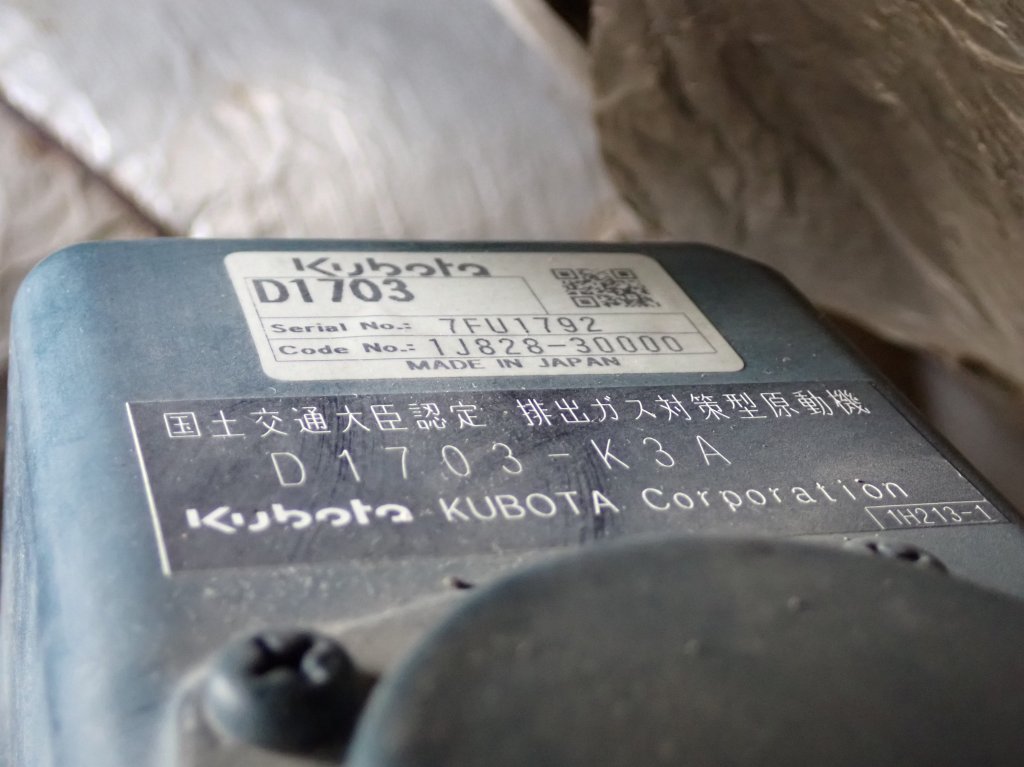 Kubota
D1703
Serial No.: 7FU1792
Code No.: 1J828-30000
MADE IN JAPAN
国土交通大臣認定 排出ガス対策型原動機
D1703-K3A
Kubota KUBOTA Corporation
1H213-1